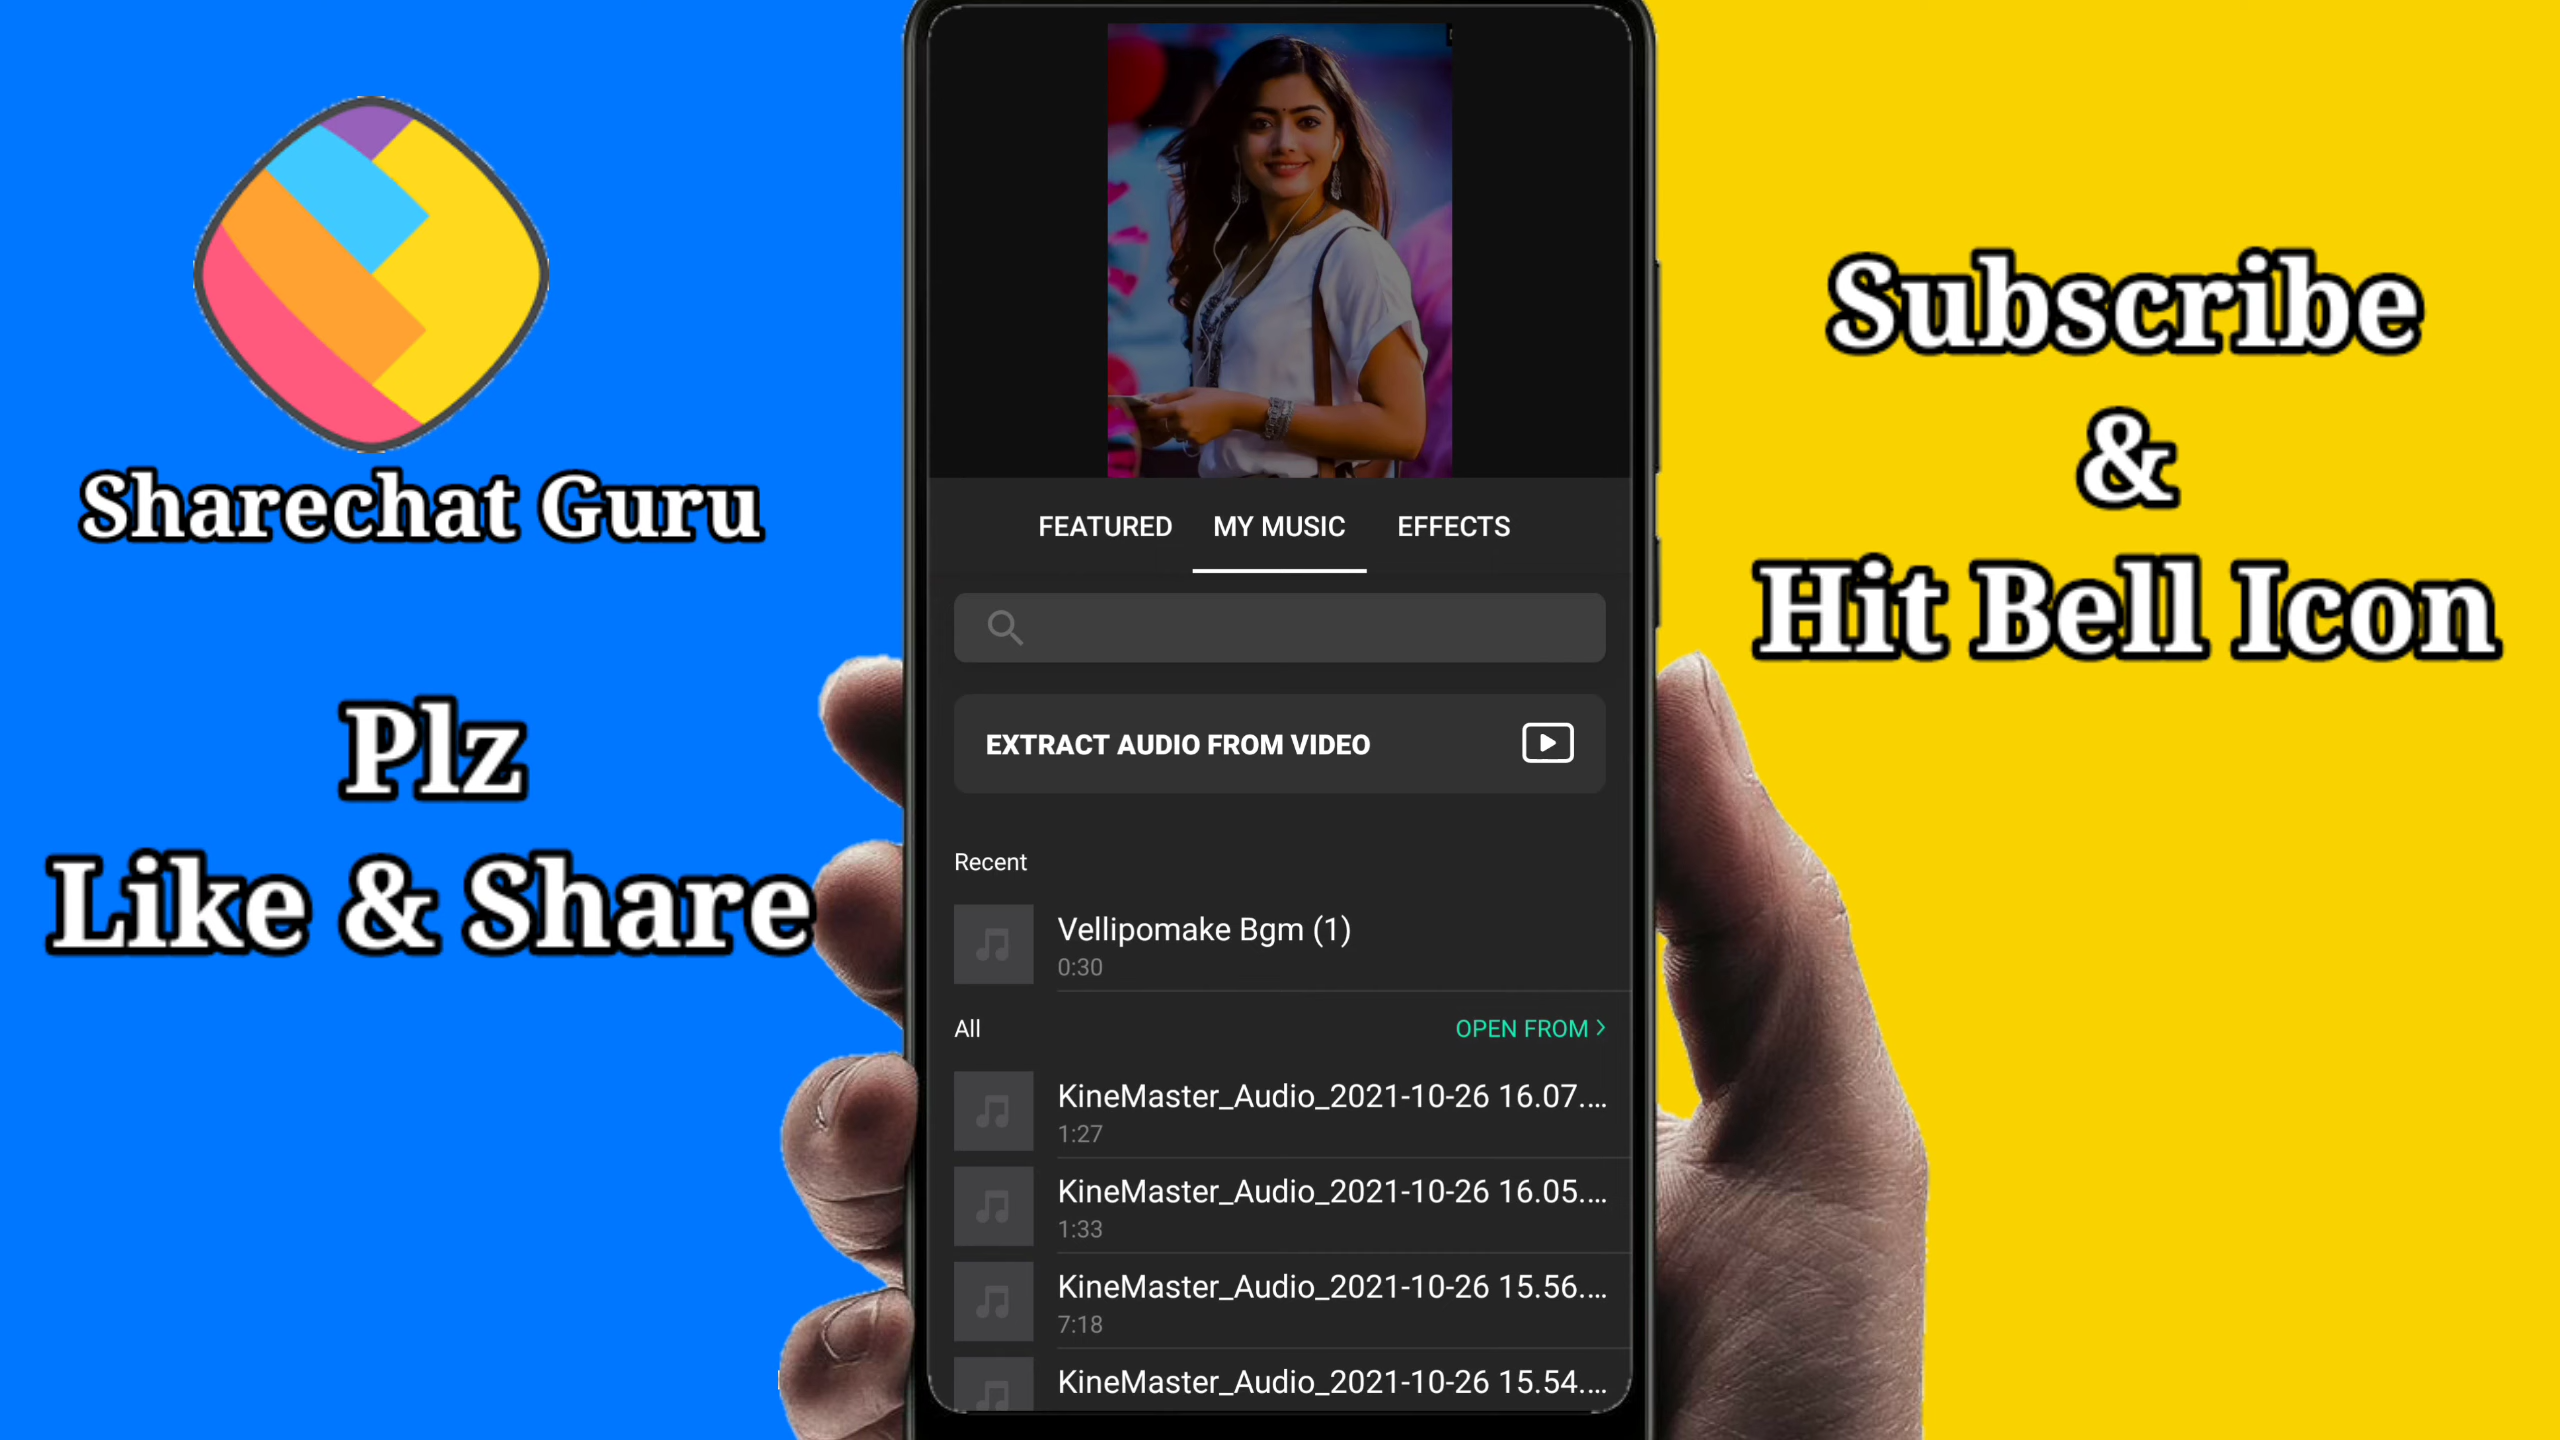 Sharechat Guru
Plz
Like & Share
FEATURED
MY MUSIC
EFFECTS
EXTRACT AUDIO FROM VIDEO
Recent
Vellipomake Bgm (1)
0:30
All
OPEN FROM >
KineMaster_Audio_2021-10-26 16.07....
1:27
KineMaster_Audio_2021-10-26 16.05....
1:33
KineMaster_Audio_2021-10-26 15.56....
7:18
KineMaster_Audio_2021-10-26 15.54....
Subscribe
&
Hit Bell Icon